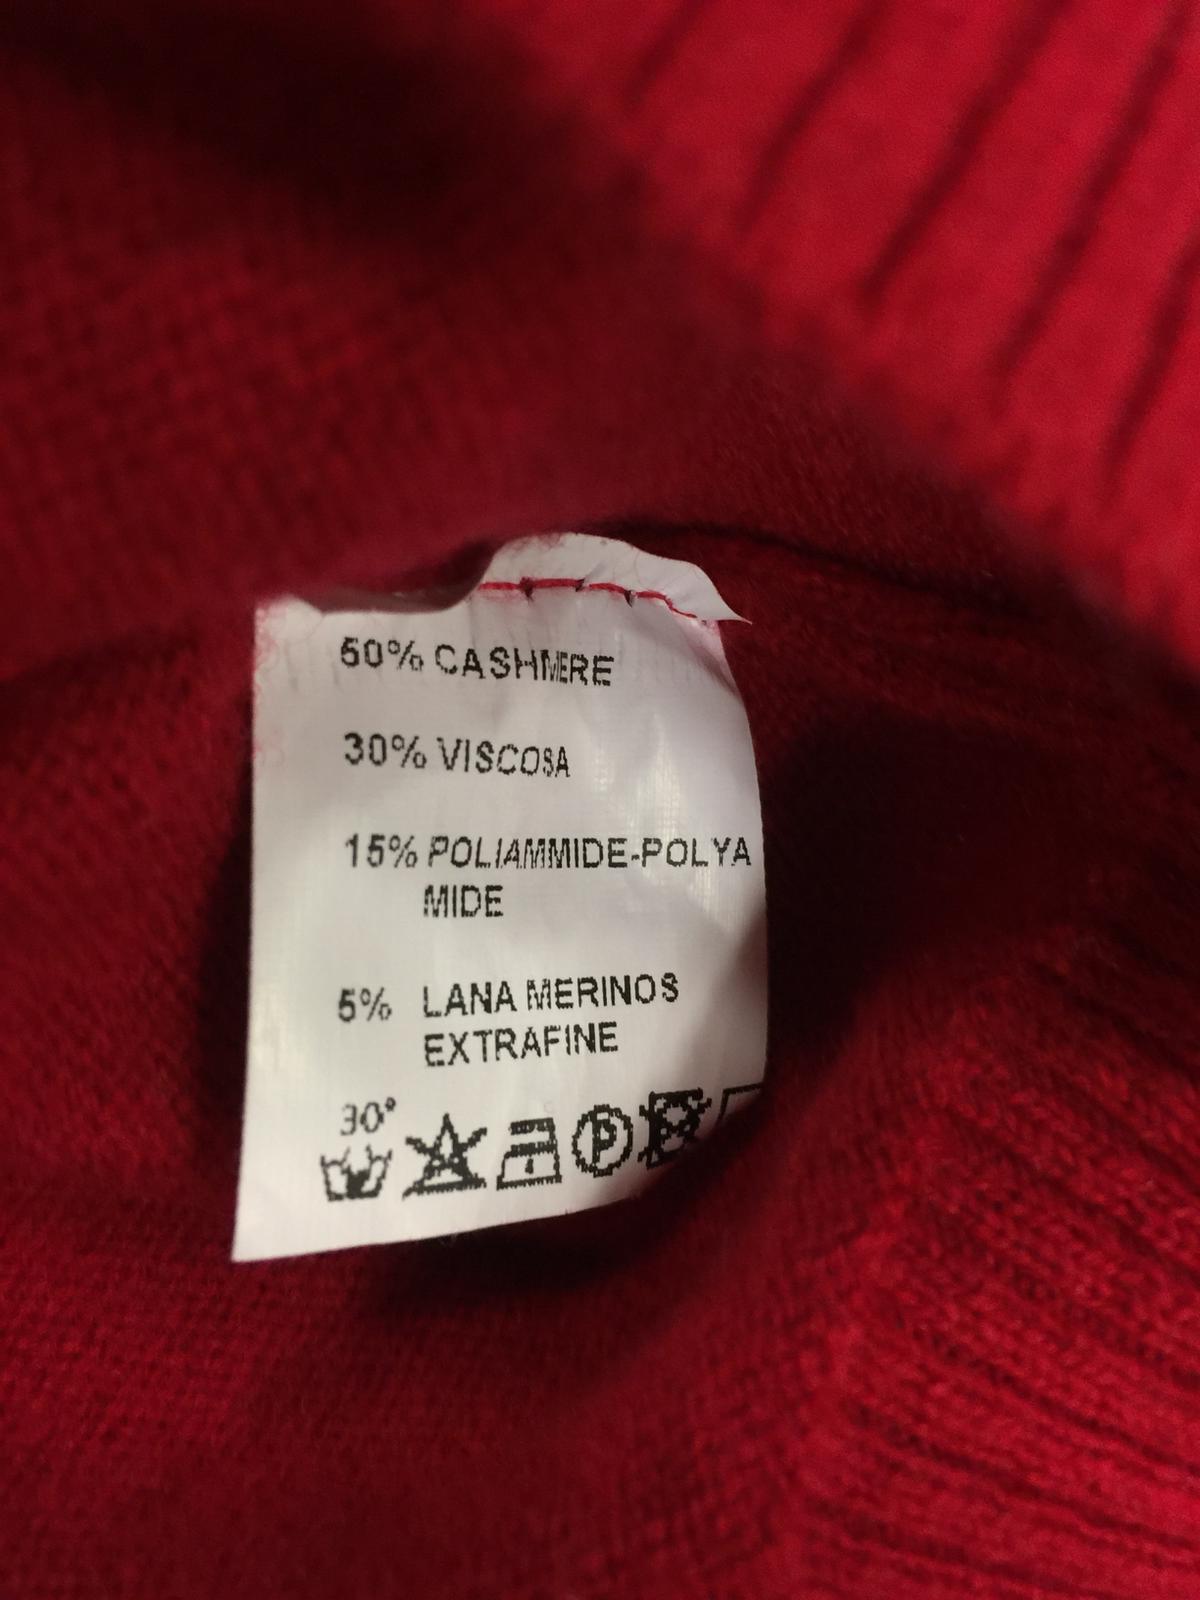 50% CASHMERE
30% VISCOSA
15% POLIAMMIDE-POLYA
MIDE
5% LANA MERINOS
EXTRAFINE
30°
P